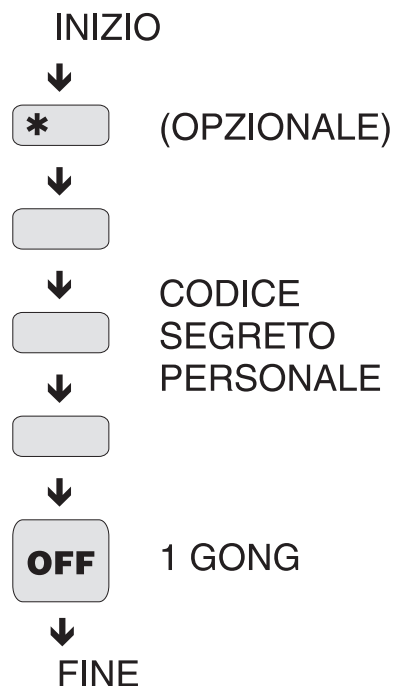 INIZIO
* (OPZIONALE)
CODICE
SEGRETO
PERSONALE
OFF 1 GONG
FINE